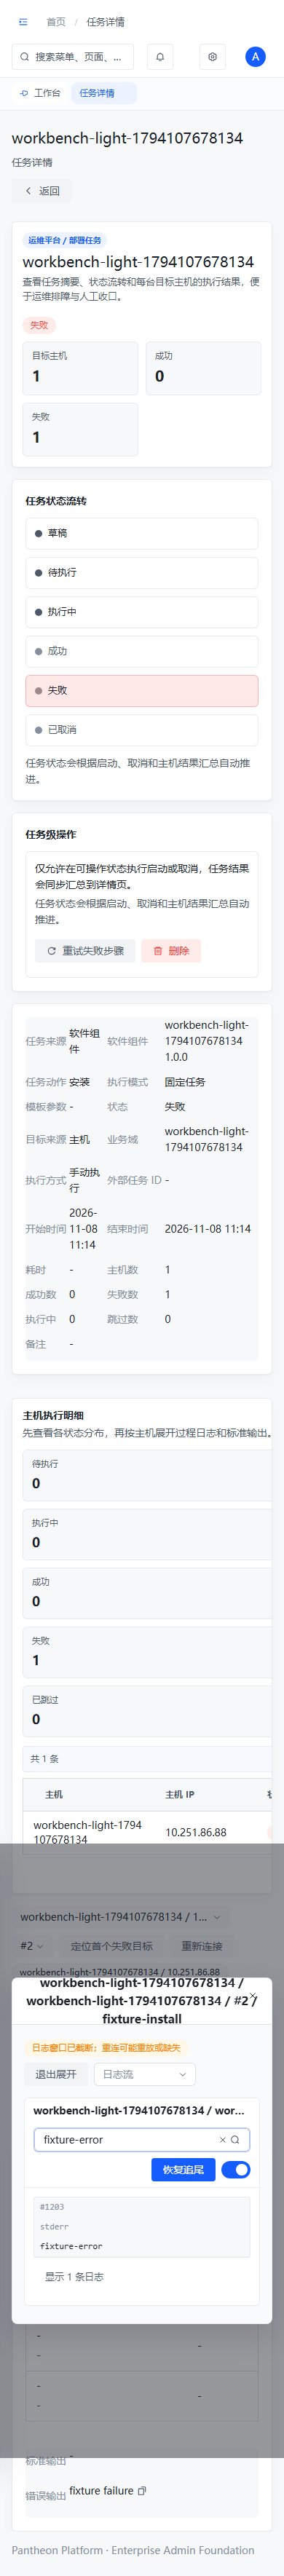 首页 / 任务详情
搜索菜单、页面、...
A
工作台
任务详情
workbench-light-1794107678134
任务详情
返回
运维平台 / 部署任务
workbench-light-1794107678134
查看任务摘要、状态流转和每台目标主机的执行结果，便
于运维排障与人工收口。
失败
目标主机
1
成功
0
失败
1
任务状态流转
草稿
待执行
执行中
成功
失败
已取消
任务状态会根据启动、取消和主机结果汇总自动推
进。
任务级操作
仅允许在可操作状态执行启动或取消，任务结果
会同步汇总到详情页。
任务状态会根据启动、取消和主机结果汇总自动
推进。
重试失败步骤
删除
任务来源 软件组件 软件组件 workbench-light-1794107678134 1.0.0
任务动作 安装 执行模式 固定任务
模板参数 - 状态 失败
目标来源 主机 业务域 workbench-light-1794107678134
执行方式 手动执行 外部任务 ID -
开始时间 2026-11-08 11:14 结束时间 2026-11-08 11:14
耗时 - 主机数 1
成功数 0 失败数 1
执行中 0 跳过数 0
备注 -
主机执行明细
先查看各状态分布，再按主机展开过程日志和标准输出。
待执行
0
执行中
0
成功
0
失败
1
已跳过
0
共 1 条
主机 主机 IP
workbench-light-1794107678134 10.251.86.88
workbench-light-1794107678134 / 1...
#2 定位首个失败目标 重新连接
workbench-light-1794107678134 / 10.251.86.88
workbench-light-1794107678134 /
workbench-light-1794107678134 / #2 /
fixture-install
日志窗口已截断；重连可能重放或缺失
退出展开 日志流
workbench-light-1794107678134 / wor...
fixture-error
恢复追尾
#1203
stderr
fixture-error
显示 1 条日志
-
- -
-
- -
标准输出 -
错误输出 fixture failure
Pantheon Platform · Enterprise Admin Foundation